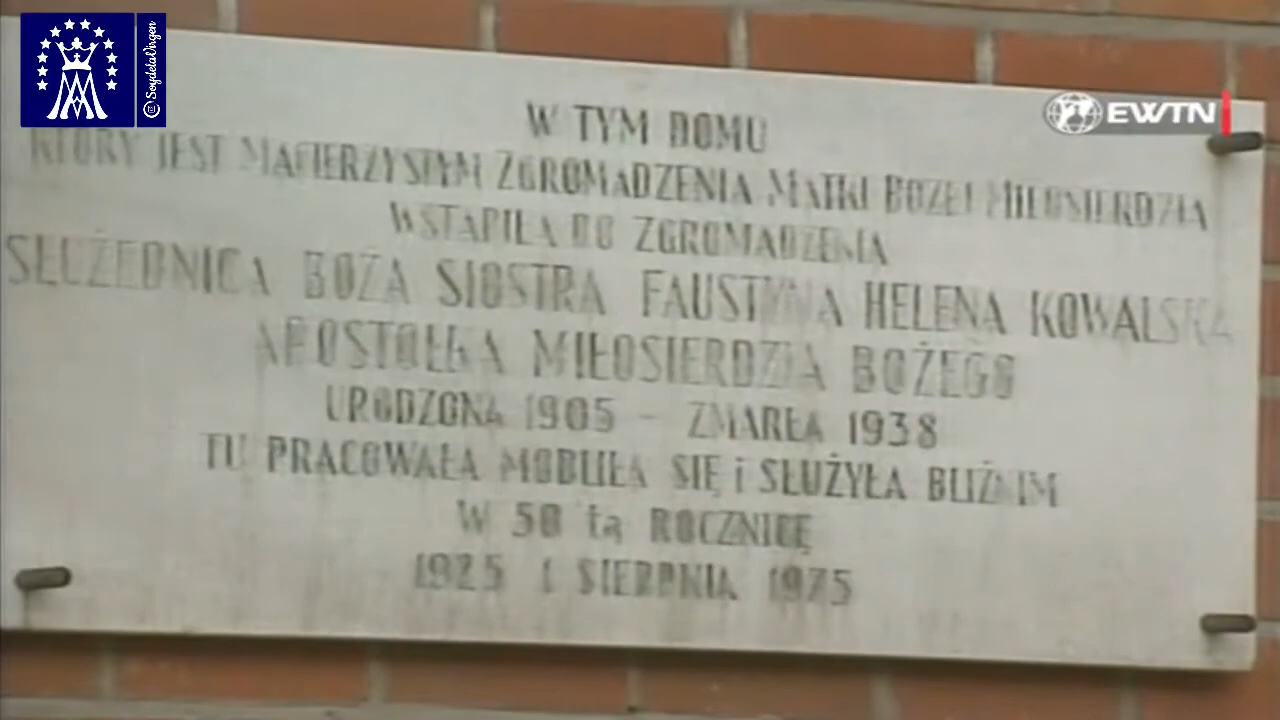 @SoydelaVirgen
EWTN
W TYM DOMU
KTÓRY JEST MACIERZYSTYM ZGROMADZENIA MATKI BOŻEJ MIŁOSIERDZIA
WSTĄPIŁA DO ZGROMADZENIA
SŁUŻEBNICA BOŻA SIOSTRA FAUSTYNA HELENA KOWALSKA
APOSTOŁKA MIŁOSIERDZIA BOŻEGO
URODZONA 1905 - ZMARŁA 1938
TU PRACOWAŁA MODLIŁA SIĘ i SŁUŻYŁA BLIŹNIM
W 50 tą ROCZNICĘ
1925 1 SIERPNIA 1975